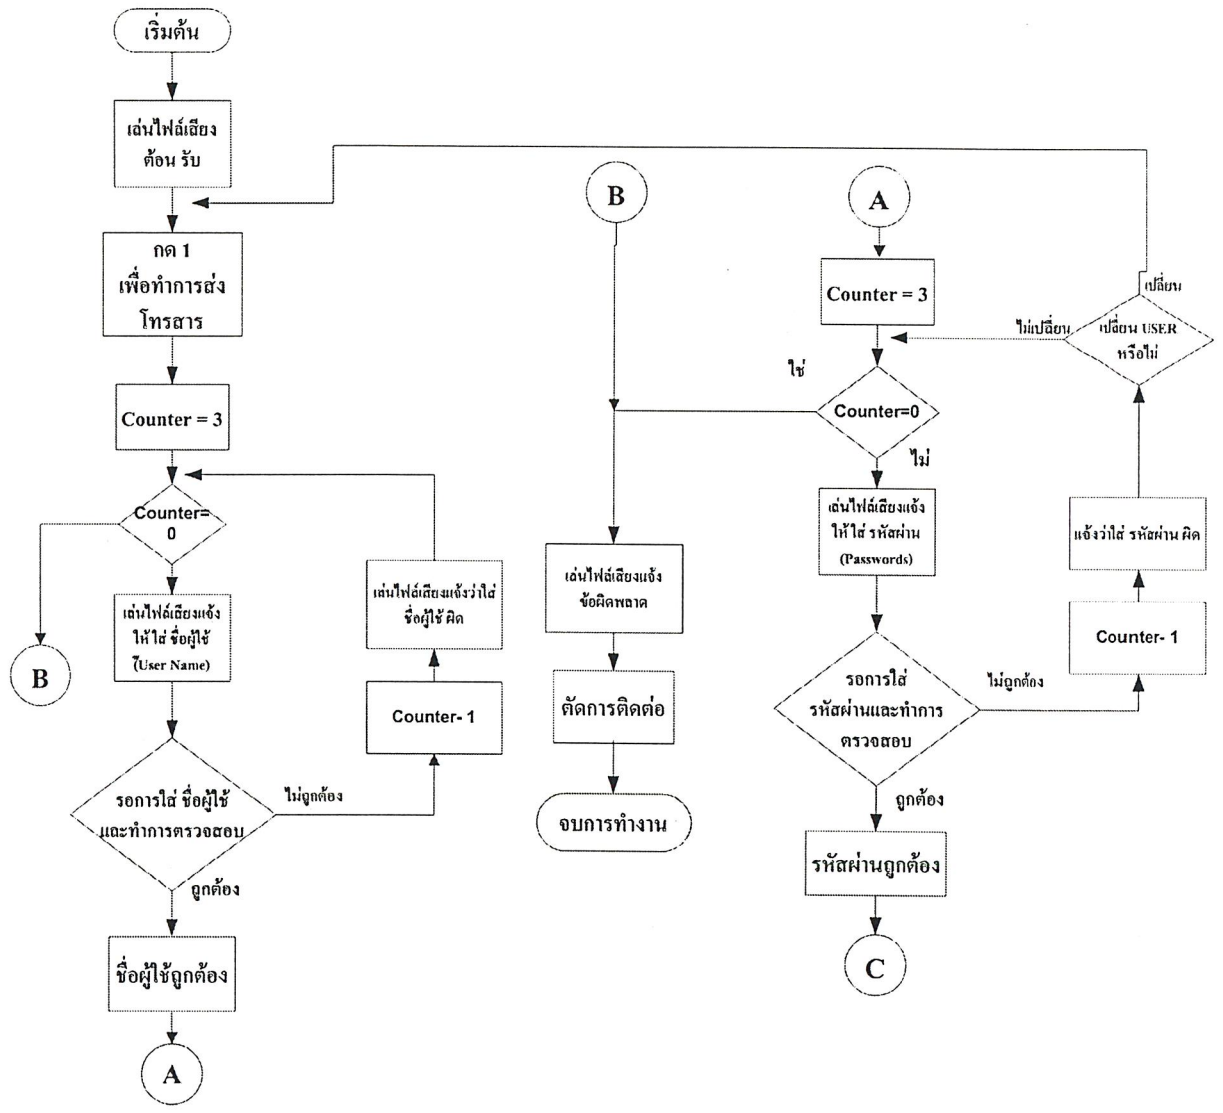 เริ่มต้น
เล่นไฟล์เสียง
ต้อน รับ
กด 1
เพื่อทำการส่ง
โทรสาร
Counter = 3
Counter=
0
B
เล่นไฟล์เสียงแจ้ง
ให้ใส่ ชื่อผู้ใช้
(User Name)
รอการใส่ ชื่อผู้ใช้
และทำการตรวจสอบ
ไม่ถูกต้อง
ถูกต้อง
ชื่อผู้ใช้ถูกต้อง
A
เล่นไฟล์เสียงแจ้งว่าใส่
ชื่อผู้ใช้ ผิด
Counter- 1
B
เล่นไฟล์เสียงแจ้ง
ข้อผิดพลาด
ตัดการติดต่อ
จบการทำงาน
A
Counter = 3
ใช่
Counter=0
ไม่
เล่นไฟล์เสียงแจ้ง
ให้ ใส่ รหัสผ่าน
(Passwords)
รอการใส่
รหัสผ่านและทำการ
ตรวจสอบ
ไม่ถูกต้อง
ถูกต้อง
รหัสผ่านถูกต้อง
C
เปลี่ยน
ไม่เปลี่ยน
เปลี่ยน USER
หรือไม่
แจ้งว่าใส่ รหัสผ่าน ผิด
Counter- 1